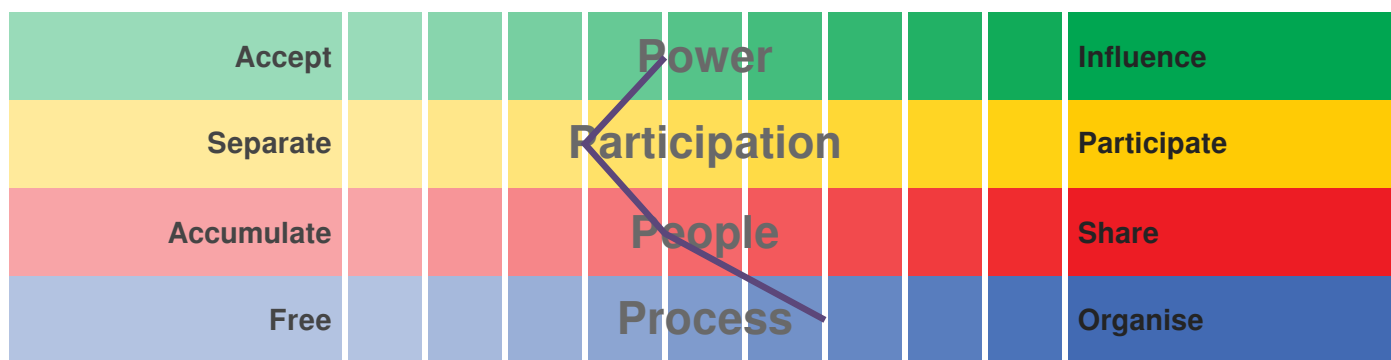 Accept Power Influence
Separate Participation Participate
Accumulate People Share
Free Process Organise